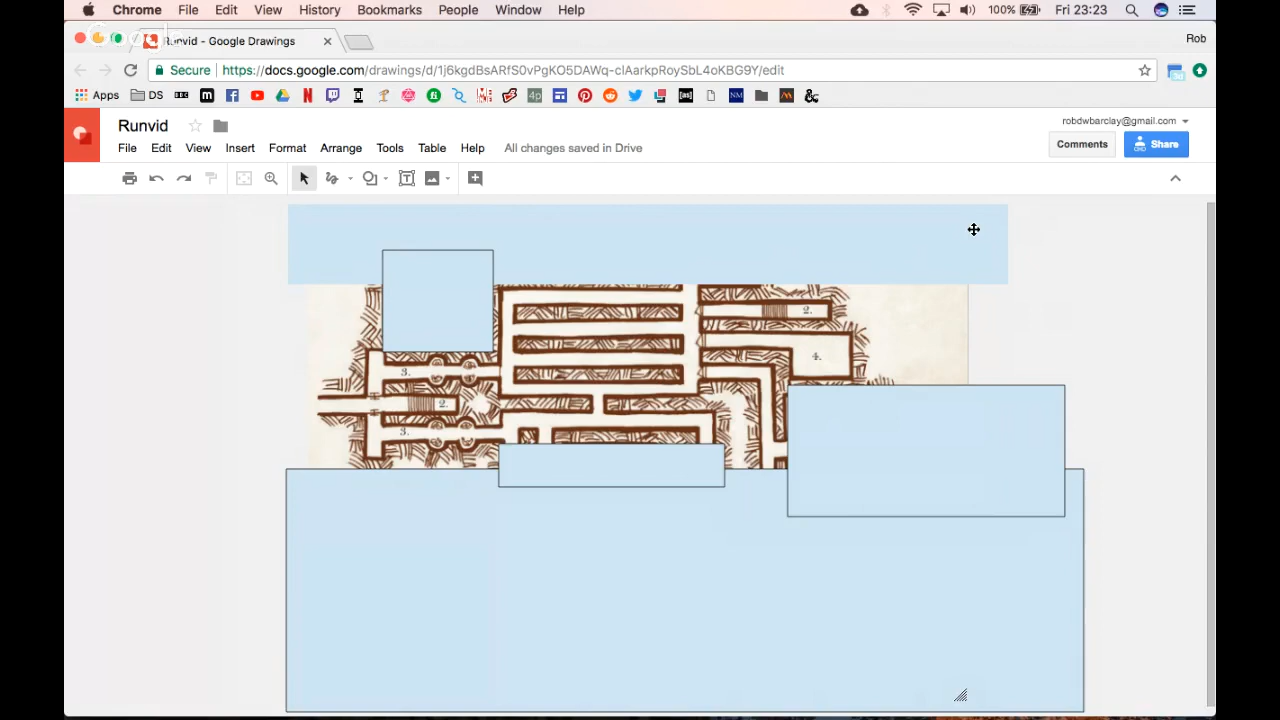 Chrome File Edit View History Bookmarks People Window Help 100% Fri 23:23
Google
Runvid - Google Drawings Rob
Secure https://docs.google.com/drawings/d/1j6kgdBsARfS0vPgKO5DAWq-clAarkpRoySbL4oKBG9Y/edit
Apps DS
Runvid robdwbarclay@gmail.com
File Edit View Insert Format Arrange Tools Table Help All changes saved in Drive Comments Share
2.
4.
3.
2.
3.